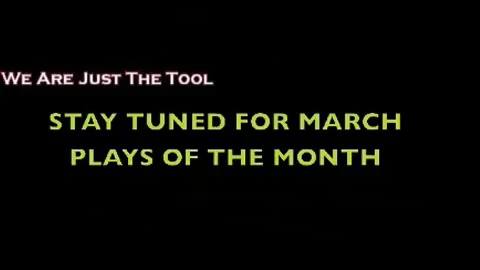 We Are Just The Tool
STAY TUNED FOR MARCH
PLAYS OF THE MONTH